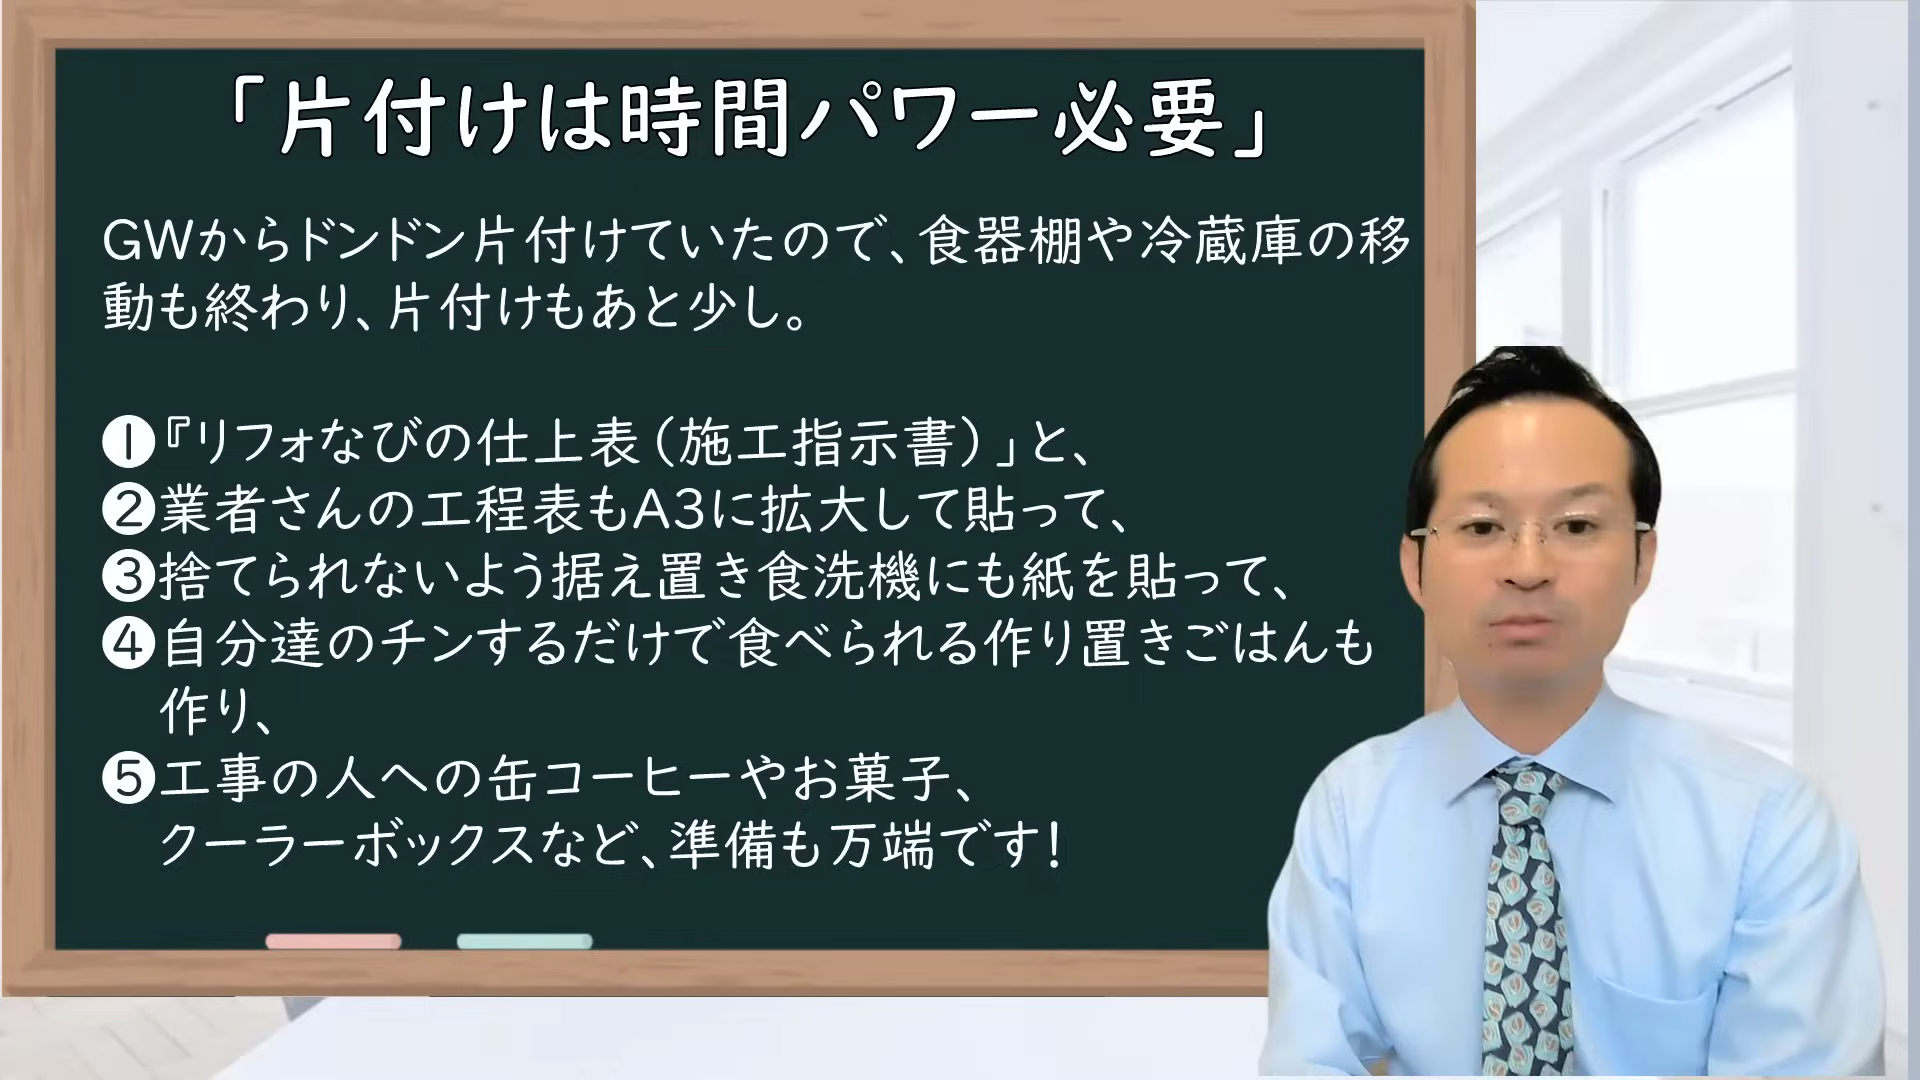 「片付けは時間パワー必要」
GWからドンドン片付けていたので、食器棚や冷蔵庫の移
動も終わり、片付けもあと少し。
❶『リフォなびの仕上表（施工指示書）」と、
❷業者さんの工程表もA3に拡大して貼って、
❸捨てられないよう据え置き食洗機にも紙を貼って、
❹自分達のチンするだけで食べられる作り置きごはんも
作り、
❺工事の人への缶コーヒーやお菓子、
クーラーボックスなど、準備も万端です！